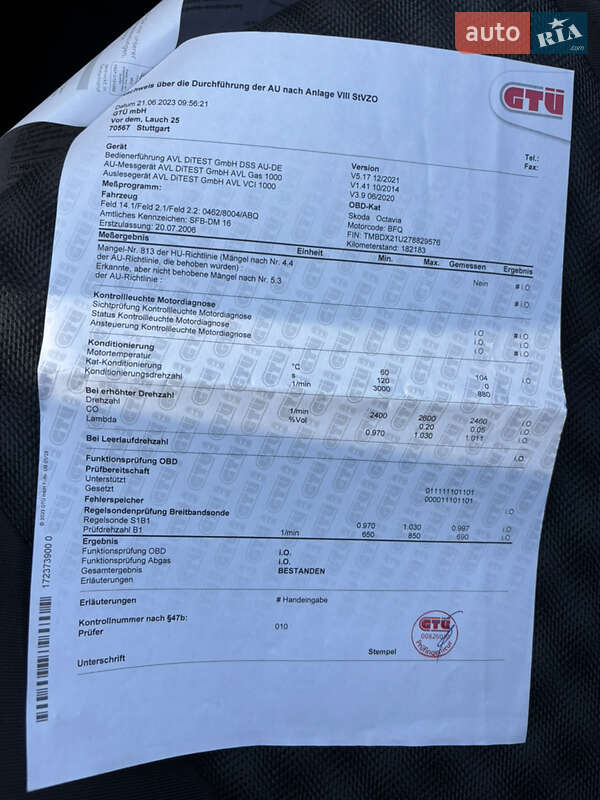 auto RIA.com
Nachweis über die Durchführung der AU nach Anlage VIII StVZO
Datum 21.06.2023 09:56:21
GTÜ mbH
Vor dem, Lauch 25
70567 Stuttgart
GTÜ
Tel.:
Fax:
Gerät Version
Bedienerführung AVL DiTEST GmbH DSS AU-DE V5.17 12/2021
AU-Messgerät AVL DiTEST GmbH AVL Gas 1000 V1.41 10/2014
Auslesegerät AVL DiTEST GmbH AVL VCI 1000 V3.9 06/2020
Meßprogramm: OBD-Kat
Fahrzeug
Feld 14.1/Feld 2.1/Feld 2.2: 0462/8004/ABQ Skoda Octavia
Amtliches Kennzeichen: SFB-DM 16 Motorcode: BFQ
Erstzulassung: 20.07.2006 FIN: TMBDX21U278829576
Kilometerstand: 182183
Meßergebnis Einheit Min. Max. Gemessen Ergebnis
Mangel-Nr. 813 der HU-Richtlinie (Mängel nach Nr. 4.4 Nein # i.O.
der AU-Richtlinie, die behoben wurden) :
Erkannte, aber nicht behobene Mängel nach Nr. 5.3 # i.O.
der AU-Richtlinie :
Kontrollleuchte Motordiagnose
Sichtprüfung Kontrollleuchte Motordiagnose i.O. # i.O.
Status Kontrollleuchte Motordiagnose i.O. i.O.
Ansteuerung Kontrollleuchte Motordiagnose i.O. # i.O.
Konditionierung
Motortemperatur °C 60 104 i.O.
Kat-Konditionierung s 120 0
Konditionierungsdrehzahl 1/min 3000 880
Bei erhöhter Drehzahl
Drehzahl 1/min 2400 2600 2460 i.O.
CO %Vol 0.20 0.05 i.O.
Lambda 0.970 1.030 1.011 i.O.
Bei Leerlaufdrehzahl i.O.
Funktionsprüfung OBD
Prüfbereitschaft
Unterstützt 011111101101
Gesetzt 000011101101
Fehlerspeicher i.O.
Regelsondenprüfung Breitbandsonde
Regelsonde S1B1 0.970 1.030 0.997 i.O.
Prüfdrehzahl B1 1/min 650 850 690 i.O.
Ergebnis
Funktionsprüfung OBD i.O.
Funktionsprüfung Abgas i.O.
Gesamtergebnis BESTANDEN
Erläuterungen
Erläuterungen # Handeingabe
Kontrollnummer nach §47b: 010
Prüfer
Unterschrift Stempel
GTÜ
Prüfingenieur
172373900 0